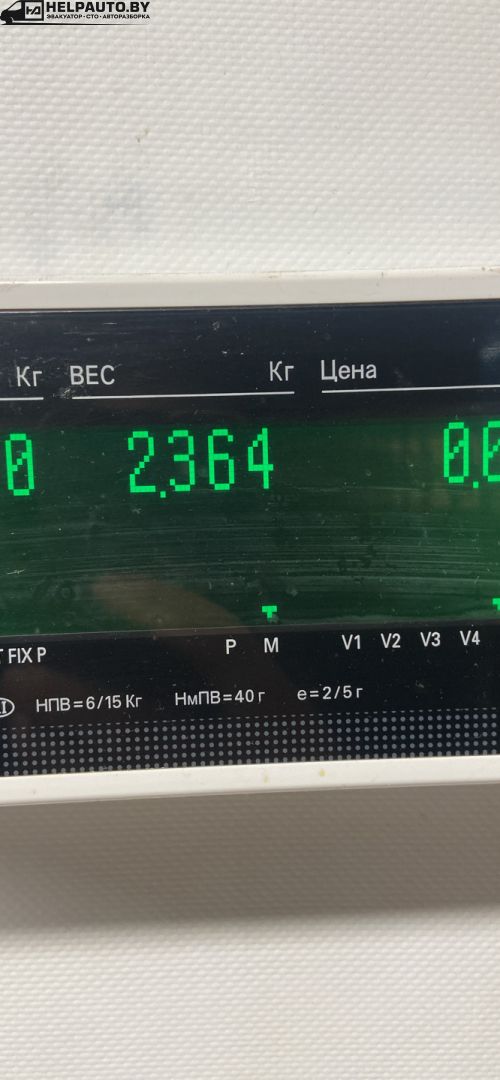 HELPAUTO.BY
ЭВАКУАТОР • СТО • АВТОРАЗБОРКА
Кг ВЕС Кг Цена
0 2.364 0.0
FIX P P M V1 V2 V3 V4
НПВ=6/15 Кг НмПВ=40 г e=2/5 г